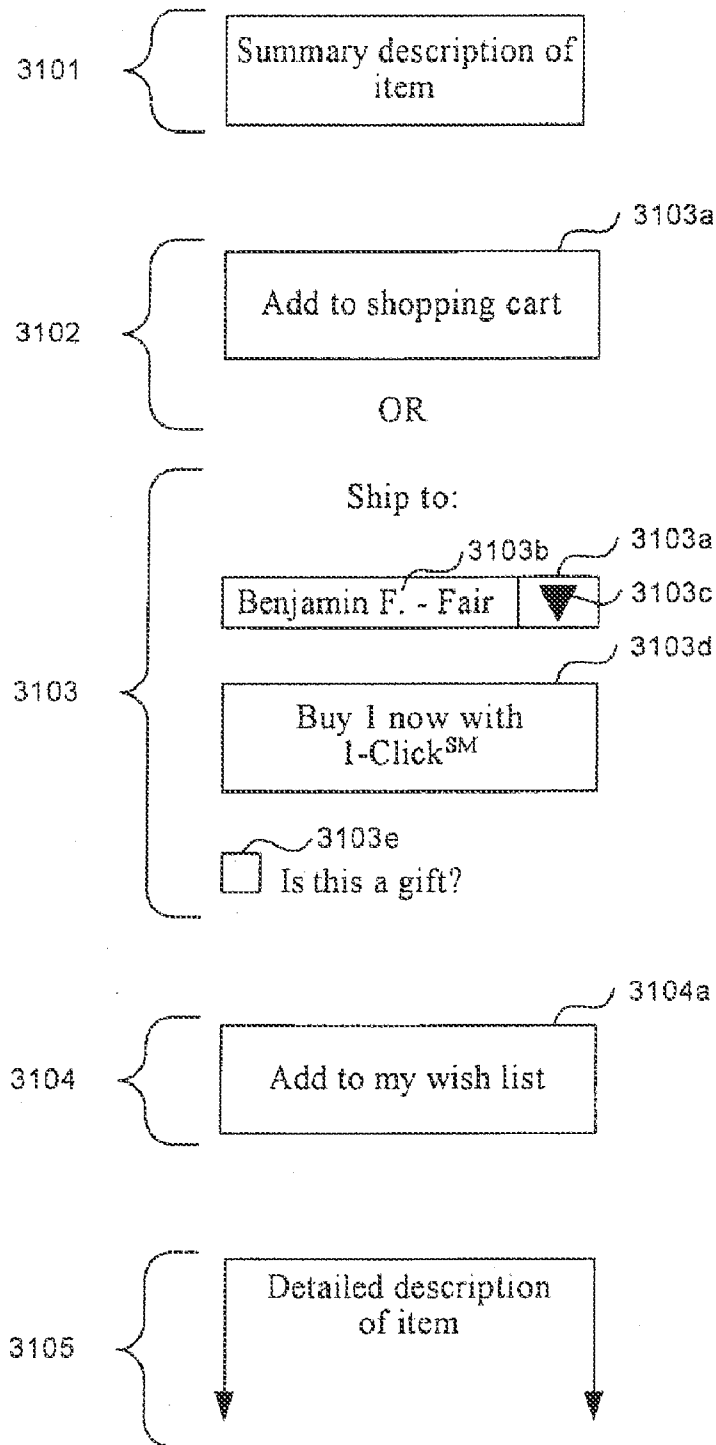 3101
Summary description of
item
3103a
3102
Add to shopping cart
OR
3103
Ship to:
3103b
3103a
Benjamin F. - Fair
3103c
3103d
Buy 1 now with
1-Click℠
3103e
Is this a gift?
3104a
3104
Add to my wish list
3105
Detailed description
of item